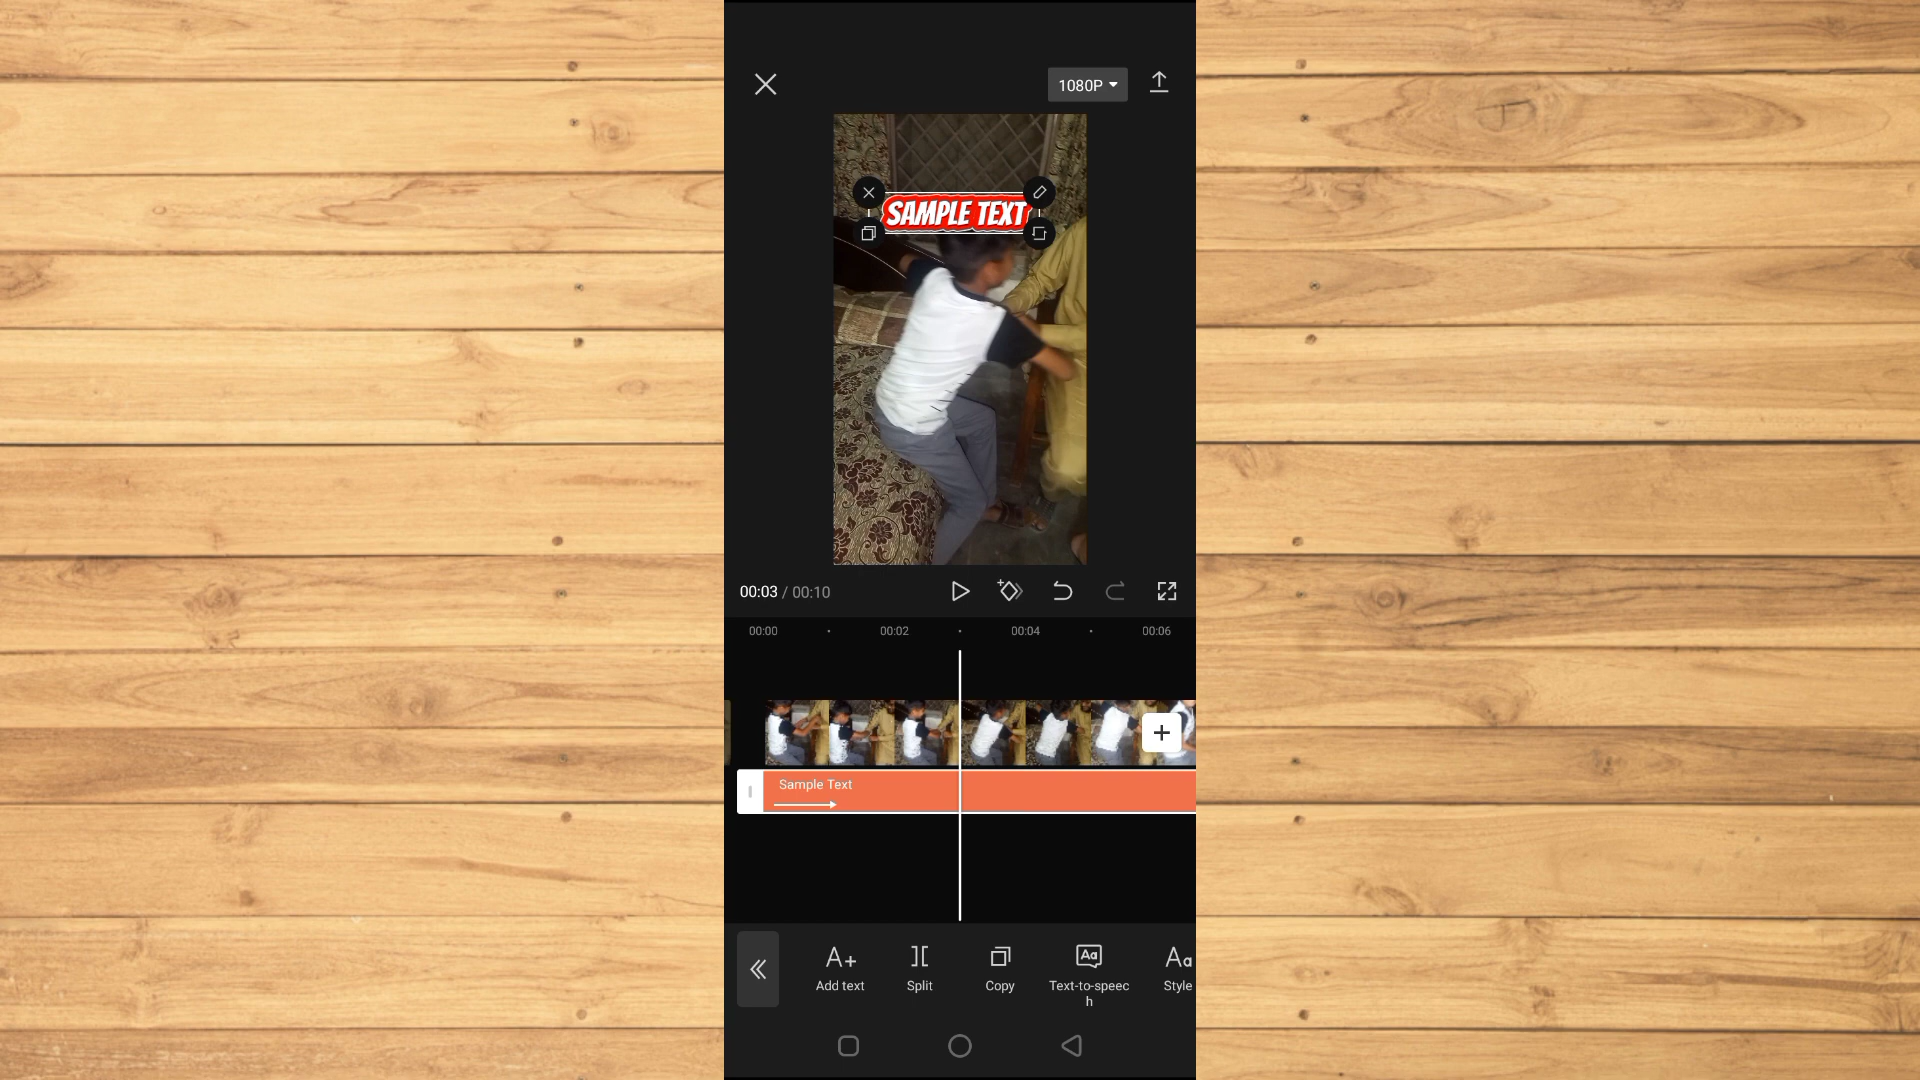 1080P
SAMPLE TEXT
00:03 / 00:10
00:00 00:02 00:04 00:06
Sample Text
Add text
Split
Copy
Text-to-speec
h
Style